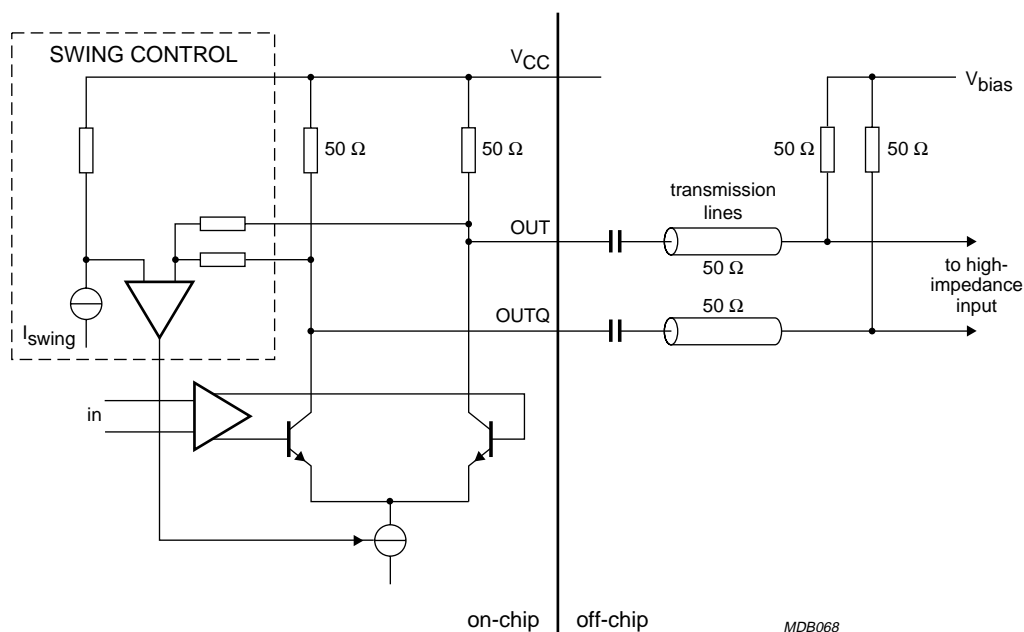 SWING CONTROL
VCC
Vbias
50 Ω
50 Ω
50 Ω
50 Ω
transmission
lines
OUT
50 Ω
to high-
impedance
input
OUTQ
50 Ω
Iswing
in
on-chip
off-chip
MDB068